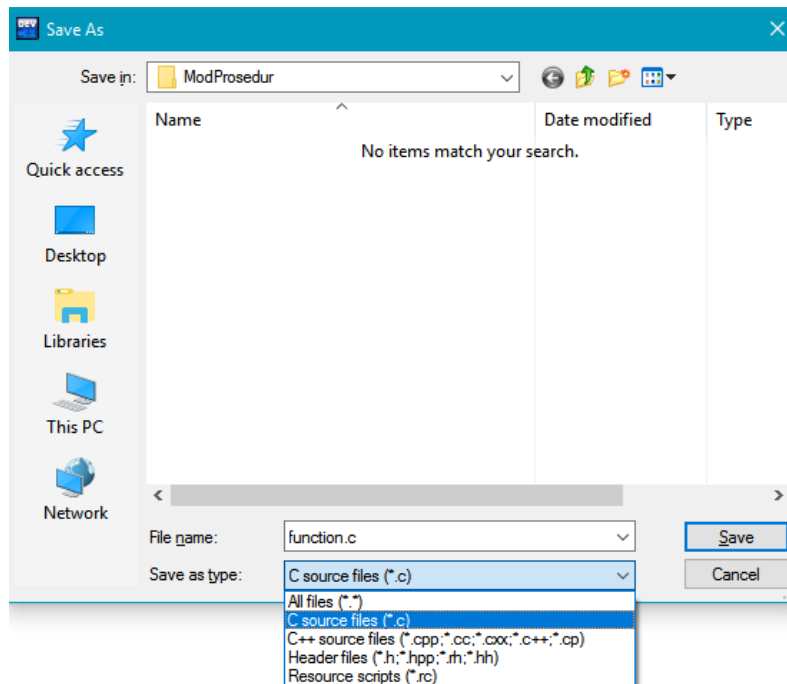 DEV
Save As
Save in: ModProsedur
Name Date modified Type
No items match your search.
Quick access
Desktop
Libraries
This PC
Network
File name: function.c Save
Save as type: C source files (*.c) Cancel
All files (*.*)
C source files (*.c)
C++ source files (*.cpp;*.cc;*.cxx;*.c++;*.cp)
Header files (*.h;*.hpp;*.rh;*.hh)
Resource scripts (*.rc)